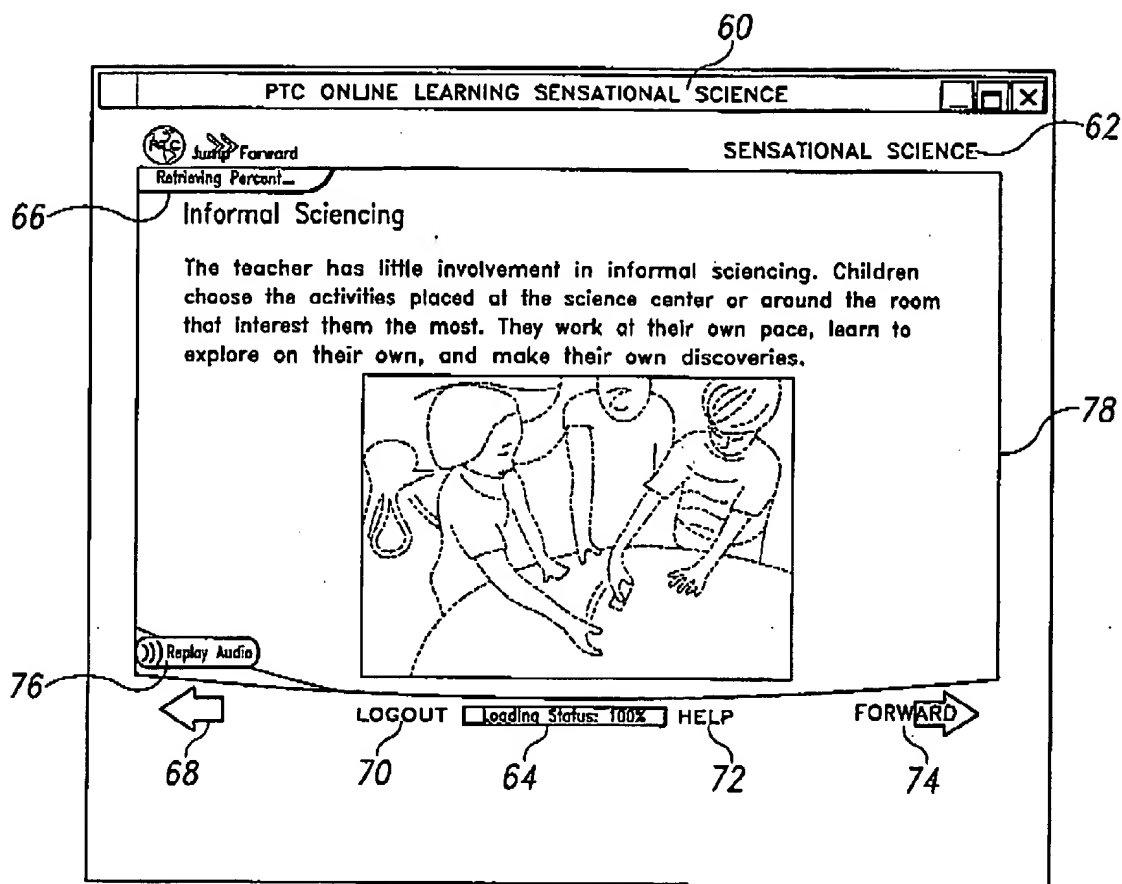 60
PTC ONLINE LEARNING SENSATIONAL SCIENCE
62
PTC
Jump Forward
SENSATIONAL SCIENCE
Retrieving Percent...
66
Informal Sciencing
The teacher has little involvement in informal sciencing. Children
choose the activities placed at the science center or around the room
that interest them the most. They work at their own pace, learn to
explore on their own, and make their own discoveries.
78
Replay Audio
76
LOGOUT Loading Status: 100% HELP FORWARD
68 70 64 72 74